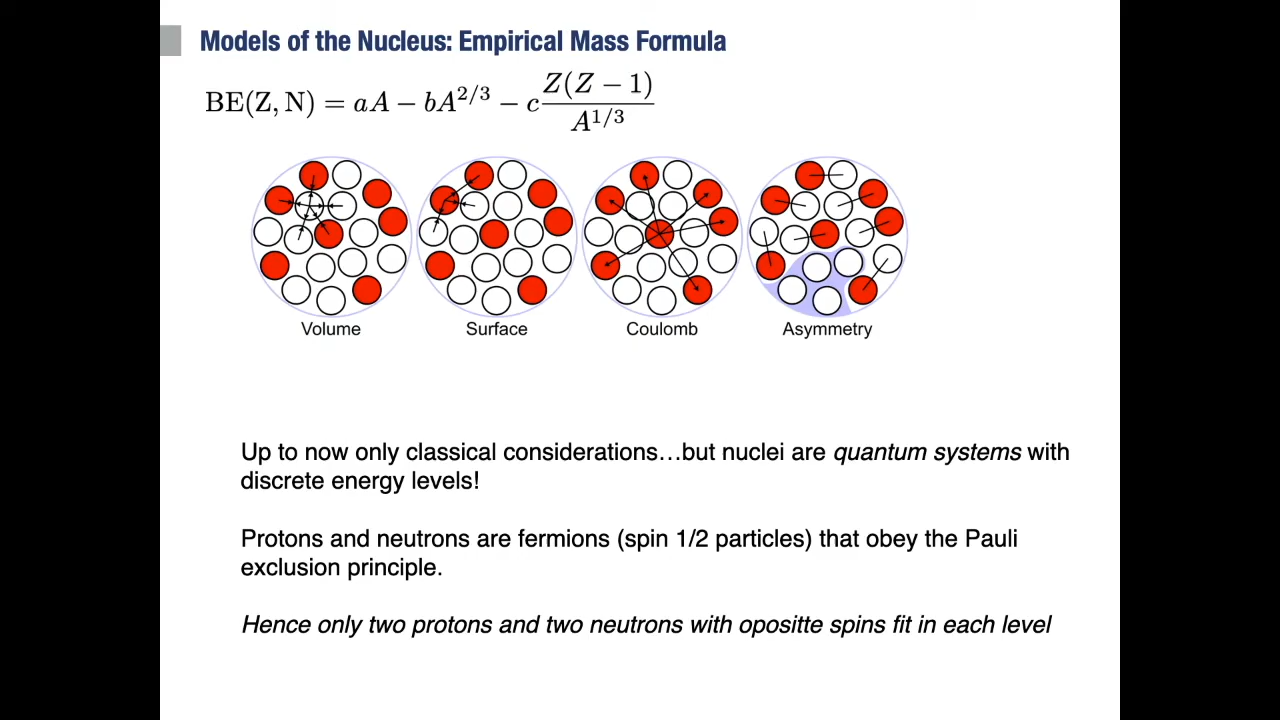 Models of the Nucleus: Empirical Mass Formula
BE(Z, N) = aA − bA^{2/3} − c \frac{Z(Z − 1)}{A^{1/3}}
Volume
Surface
Coulomb
Asymmetry
Up to now only classical considerations…but nuclei are quantum systems with
discrete energy levels!
Protons and neutrons are fermions (spin 1/2 particles) that obey the Pauli
exclusion principle.
Hence only two protons and two neutrons with opositte spins fit in each level